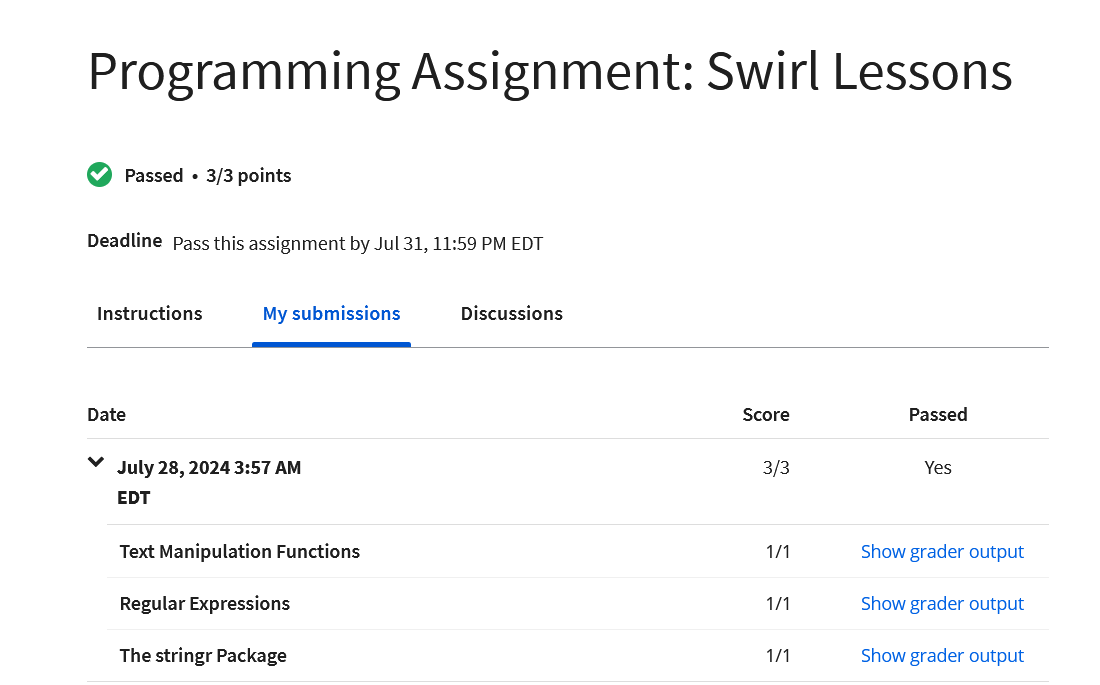 Programming Assignment: Swirl Lessons
Passed • 3/3 points
Deadline Pass this assignment by Jul 31, 11:59 PM EDT
Instructions My submissions Discussions
Date Score Passed
July 28, 2024 3:57 AM 3/3 Yes
EDT
Text Manipulation Functions 1/1 Show grader output
Regular Expressions 1/1 Show grader output
The stringr Package 1/1 Show grader output